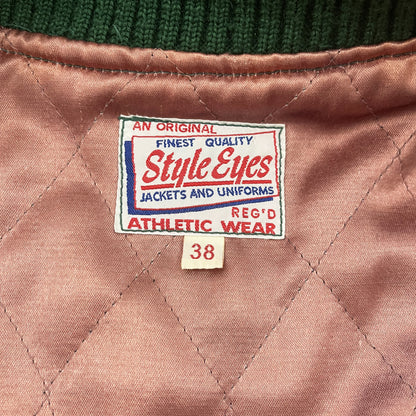 AN ORIGINAL
FINEST QUALITY
Style Eyes
JACKETS AND UNIFORMS
REG'D
ATHLETIC WEAR
38